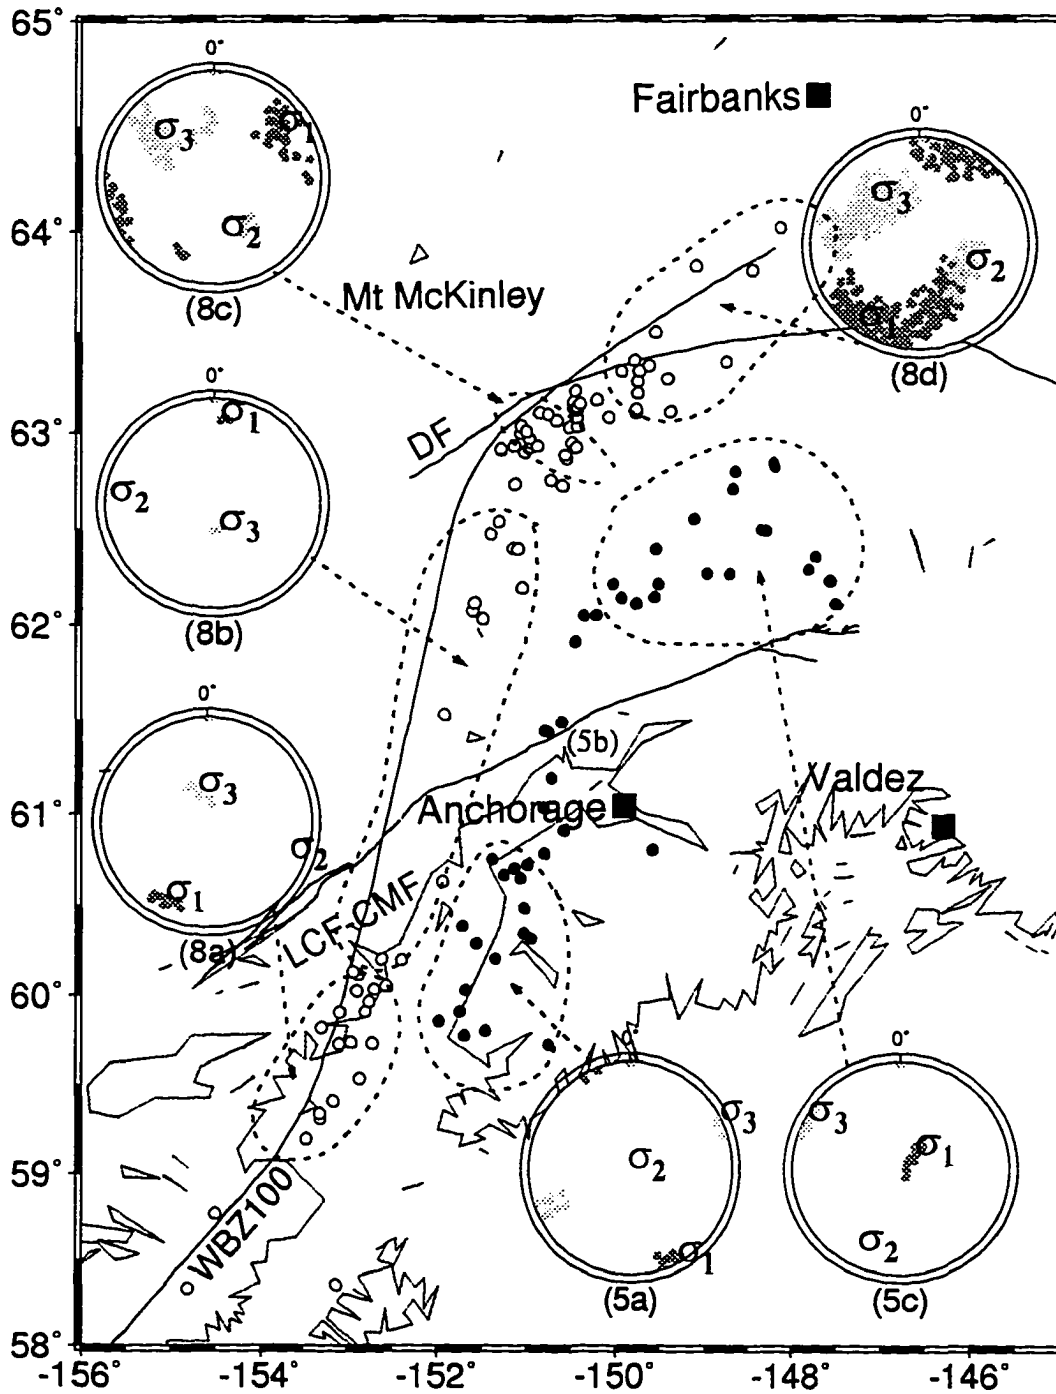 65°
64°
63°
62°
61°
60°
59°
58°
-156°
-154°
-152°
-150°
-148°
-146°
Fairbanks
0°
σ3
σ1
σ2
(8c)
0°
σ3
σ2
σ1
(8d)
Mt McKinley
DF
0°
σ1
σ2
σ3
(8b)
0°
σ3
σ2
σ1
(8a)
(5b)
Anchorage
Valdez
LCF-CMF
WBZ100
0°
σ3
σ2
σ1
(5a)
0°
σ3
σ1
σ2
(5c)